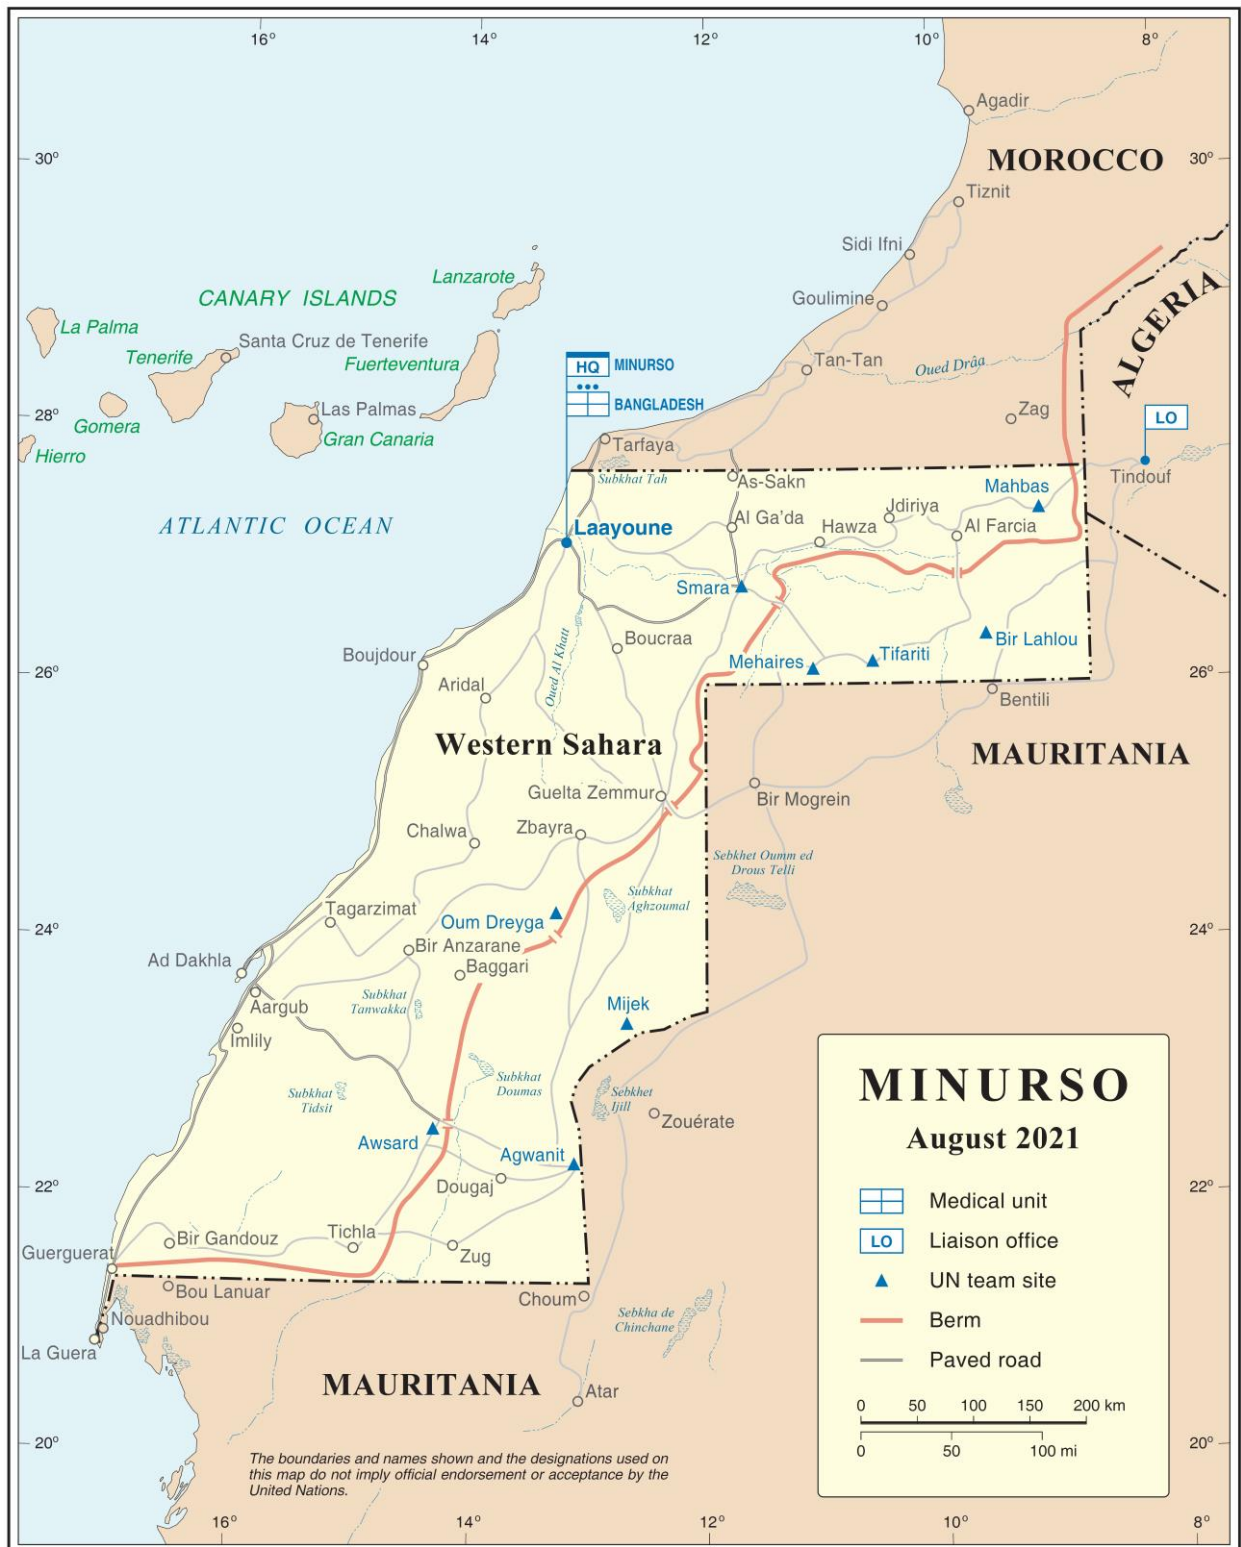 16°
14°
12°
10°
8°
Agadir
30°
MOROCCO
30°
Tiznit
Sidi Ifni
Lanzarote
CANARY ISLANDS
Goulimine
ALGERIA
La Palma
Santa Cruz de Tenerife
Tenerife
Fuerteventura
HQ
MINURSO
BANGLADESH
Tan-Tan
Oued Drâa
28°
Las Palmas
Zag
LO
Gomera
Gran Canaria
Hierro
Tarfaya
Subkhat Tah
As-Sakn
Mahbas
Tindouf
ATLANTIC OCEAN
Laayoune
Al Ga'da
Jdiriya
Hawza
Al Farcia
Smara
Boucraa
Oued Al Khatt
Boujdour
Mehaires
Tifariti
Bir Lahlou
26°
26°
Aridal
Bentili
Western Sahara
MAURITANIA
Guelta Zemmur
Bir Mogrein
Chalwa
Zbayra
Sebkhet Oumm ed
Drous Telli
Subkhat
Aghzoumal
Tagarzimat
Oum Dreyga
24°
24°
Bir Anzarane
Ad Dakhla
Baggari
Subkhat
Tanwakka
Aargub
Mijek
Imlily
Subkhat
Doumas
Subkhat
Tidsit
Sebkhet
Ijill
Zouérate
Awsard
Agwanit
Dougaj
22°
22°
Bir Gandouz
Tichla
Zug
Guerguerat
Bou Lanuar
Choum
Nouadhibou
Sebkha de
Chinchane
La Guera
MAURITANIA
Atar
20°
20°
MINURSO
August 2021
Medical unit
LO
Liaison office
UN team site
Berm
Paved road
0 50 100 150 200 km
0 50 100 mi
The boundaries and names shown and the designations used on
this map do not imply official endorsement or acceptance by the
United Nations.
16°
14°
12°
10°
8°